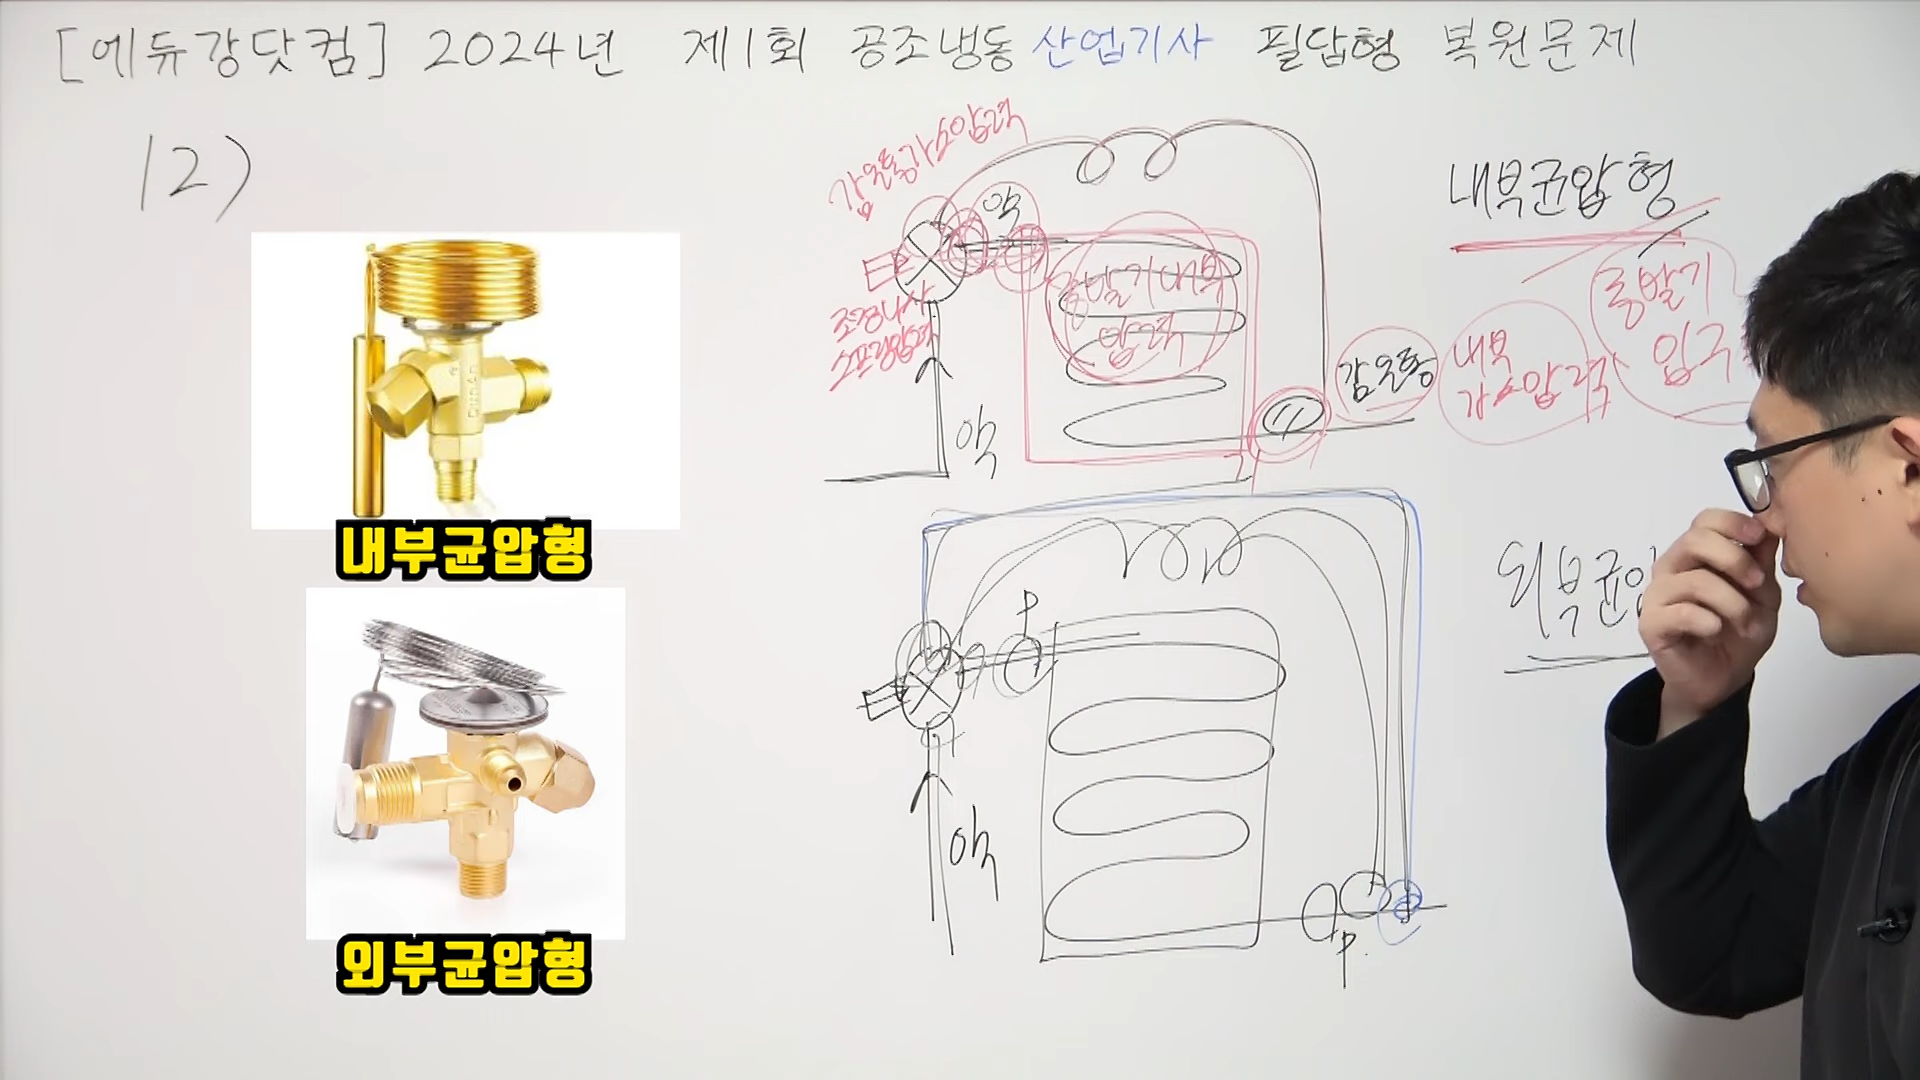 [에듀강닷컴] 2024년 제1회 공조냉동산업기사 필답형 복원문제
12)
감온통가스압력
액
내부균압형
증발기내부
압력
조정나사
스프링압력
감온통
내부
가스압력
증발기
입구
액
DunAn
내부균압형
P
외부균압
액
P.
외부균압형